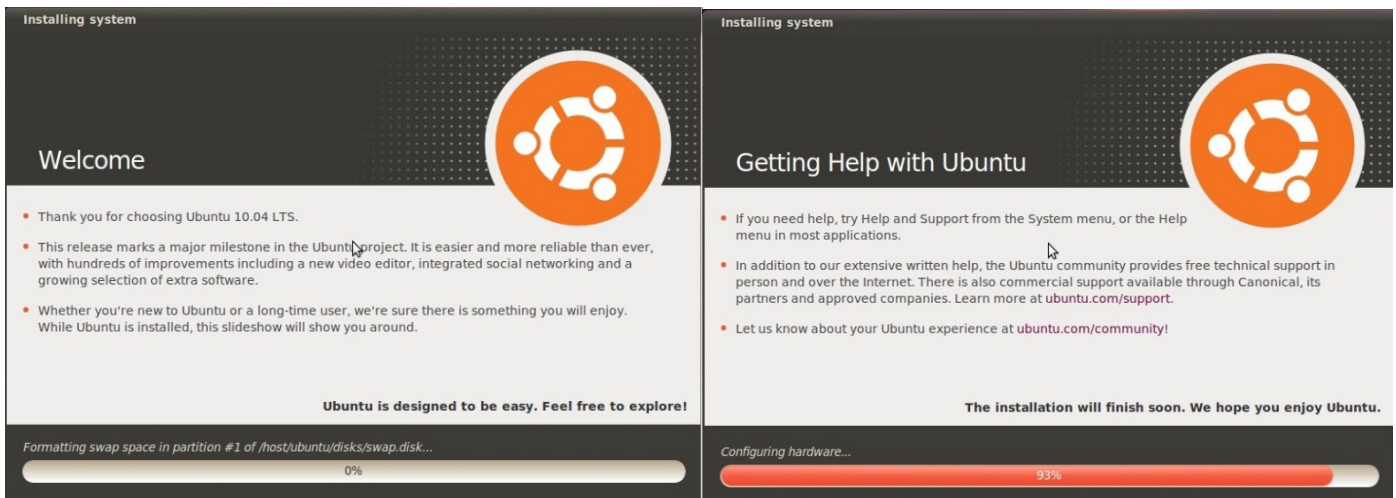 Installing system
Welcome
• Thank you for choosing Ubuntu 10.04 LTS.
• This release marks a major milestone in the Ubuntu project. It is easier and more reliable than ever,
with hundreds of improvements including a new video editor, integrated social networking and a
growing selection of extra software.
• Whether you're new to Ubuntu or a long-time user, we're sure there is something you will enjoy.
While Ubuntu is installed, this slideshow will show you around.
Ubuntu is designed to be easy. Feel free to explore!
Formatting swap space in partition #1 of /host/ubuntu/disks/swap.disk...
0%
Installing system
Getting Help with Ubuntu
• If you need help, try Help and Support from the System menu, or the Help
menu in most applications.
• In addition to our extensive written help, the Ubuntu community provides free technical support in
person and over the Internet. There is also commercial support available through Canonical, its
partners and approved companies. Learn more at ubuntu.com/support.
• Let us know about your Ubuntu experience at ubuntu.com/community!
The installation will finish soon. We hope you enjoy Ubuntu.
Configuring hardware...
93%